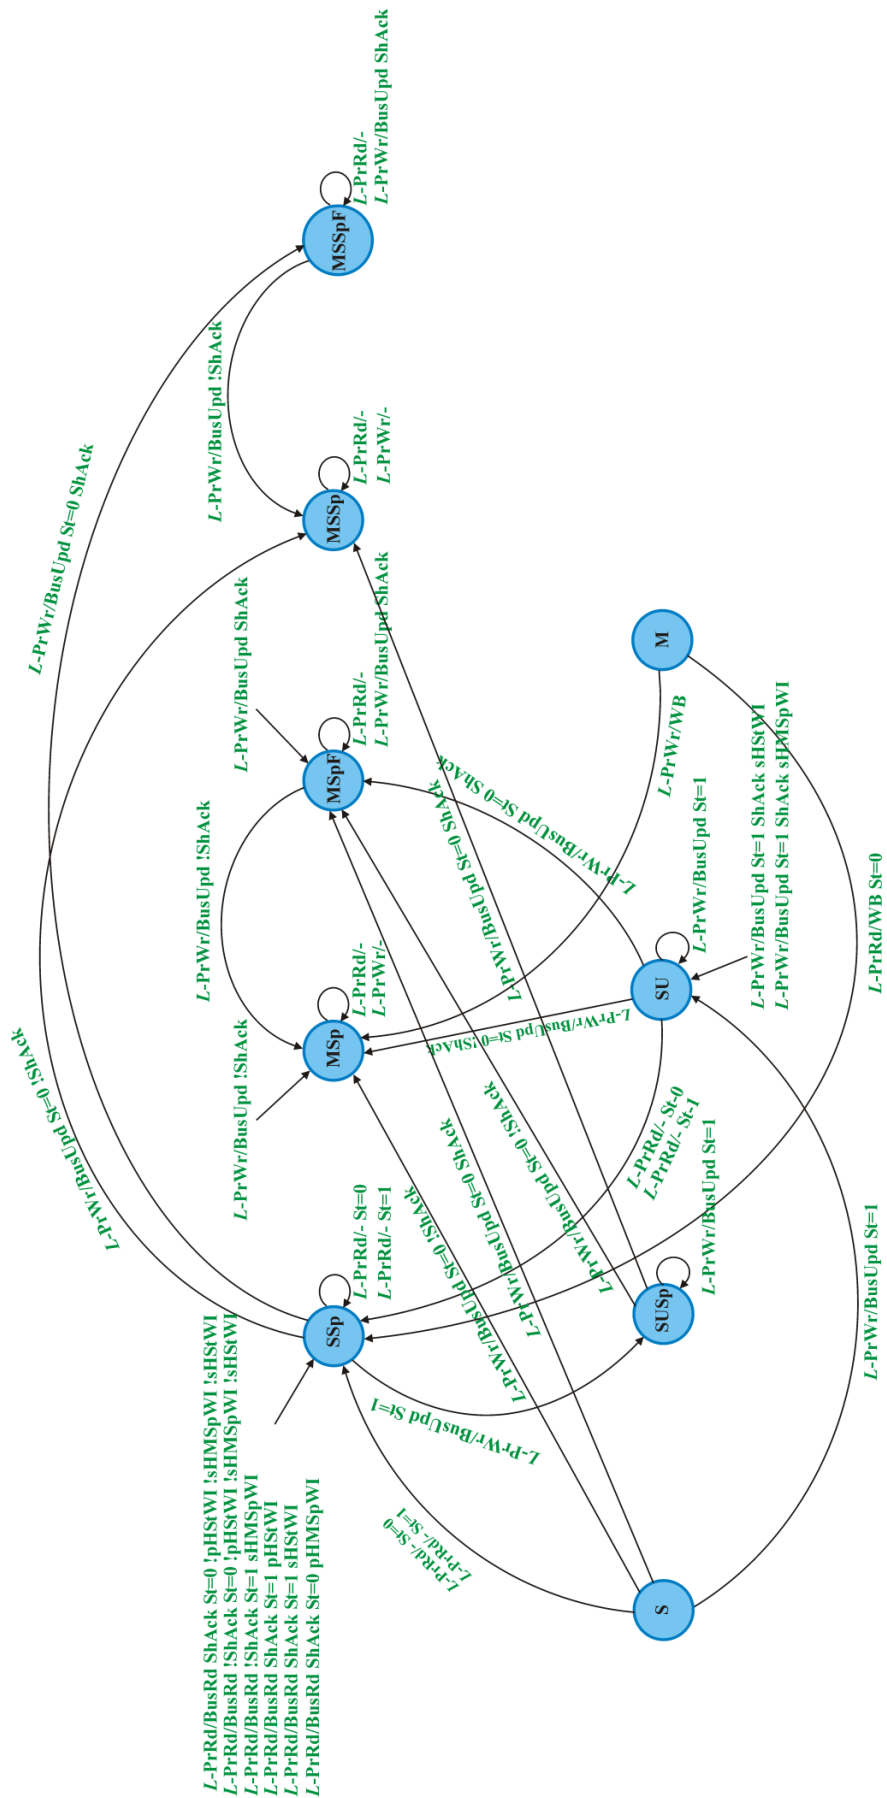 L-PrRd/BusRd ShAck St=0 !pHStWI !sHMSpWI !sHStWI
L-PrRd/BusRd !ShAck St=0 !pHStWI !sHMSpWI !sHStWI
L-PrRd/BusRd !ShAck St=1 sHMSpWI
L-PrRd/BusRd ShAck St=1 pHStWI
L-PrRd/BusRd ShAck St=1 sHStWI
L-PrRd/BusRd ShAck St=0 pHMSpWI
L-PrWr/BusUpd St=0 !ShAck
L-PrWr/BusUpd St=0 ShAck
L-PrWr/BusUpd !ShAck
L-PrWr/BusUpd !ShAck
L-PrWr/BusUpd ShAck
L-PrWr/BusUpd !ShAck
SSp
L-PrRd/- St=0
L-PrRd/- St=1
MSp
L-PrRd/-
L-PrWr/-
MSpF
L-PrRd/-
L-PrWr/BusUpd ShAck
MSSp
L-PrRd/-
L-PrWr/-
MSSpF
L-PrRd/-
L-PrWr/BusUpd ShAck
L-PrRd/- St=0
L-PrRd/- St=1
L-PrWr/BusUpd St=1
L-PrWr/BusUpd St=0 !ShAck
L-PrWr/BusUpd St=0 ShAck
L-PrWr/BusUpd St=0 !ShAck
L-PrWr/BusUpd St=0 !ShAck
L-PrWr/BusUpd St=0 ShAck
L-PrWr/BusUpd St=0 ShAck
L-PrRd/- St-0
L-PrRd/- St-1
L-PrWr/WB
S
SUSp
L-PrWr/BusUpd St=1
SU
L-PrWr/BusUpd St=1
M
L-PrWr/BusUpd St=1 ShAck sHStWI
L-PrWr/BusUpd St=1 ShAck sHMSpWI
L-PrWr/BusUpd St=1
L-PrRd/WB St=0